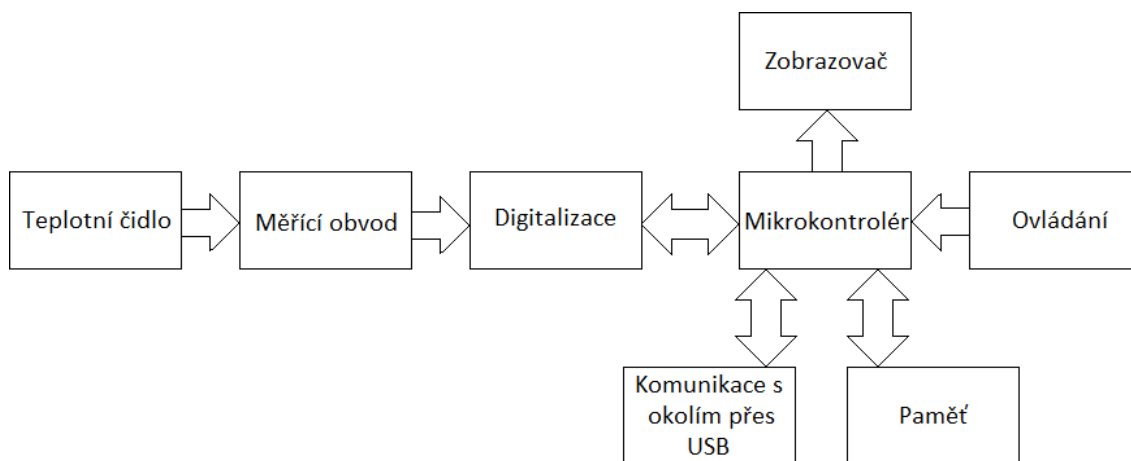 Zobrazovač
Teplotní čidlo
Měřící obvod
Digitalizace
Mikrokontrolér
Ovládání
Komunikace s
okolím přes
USB
Paměť